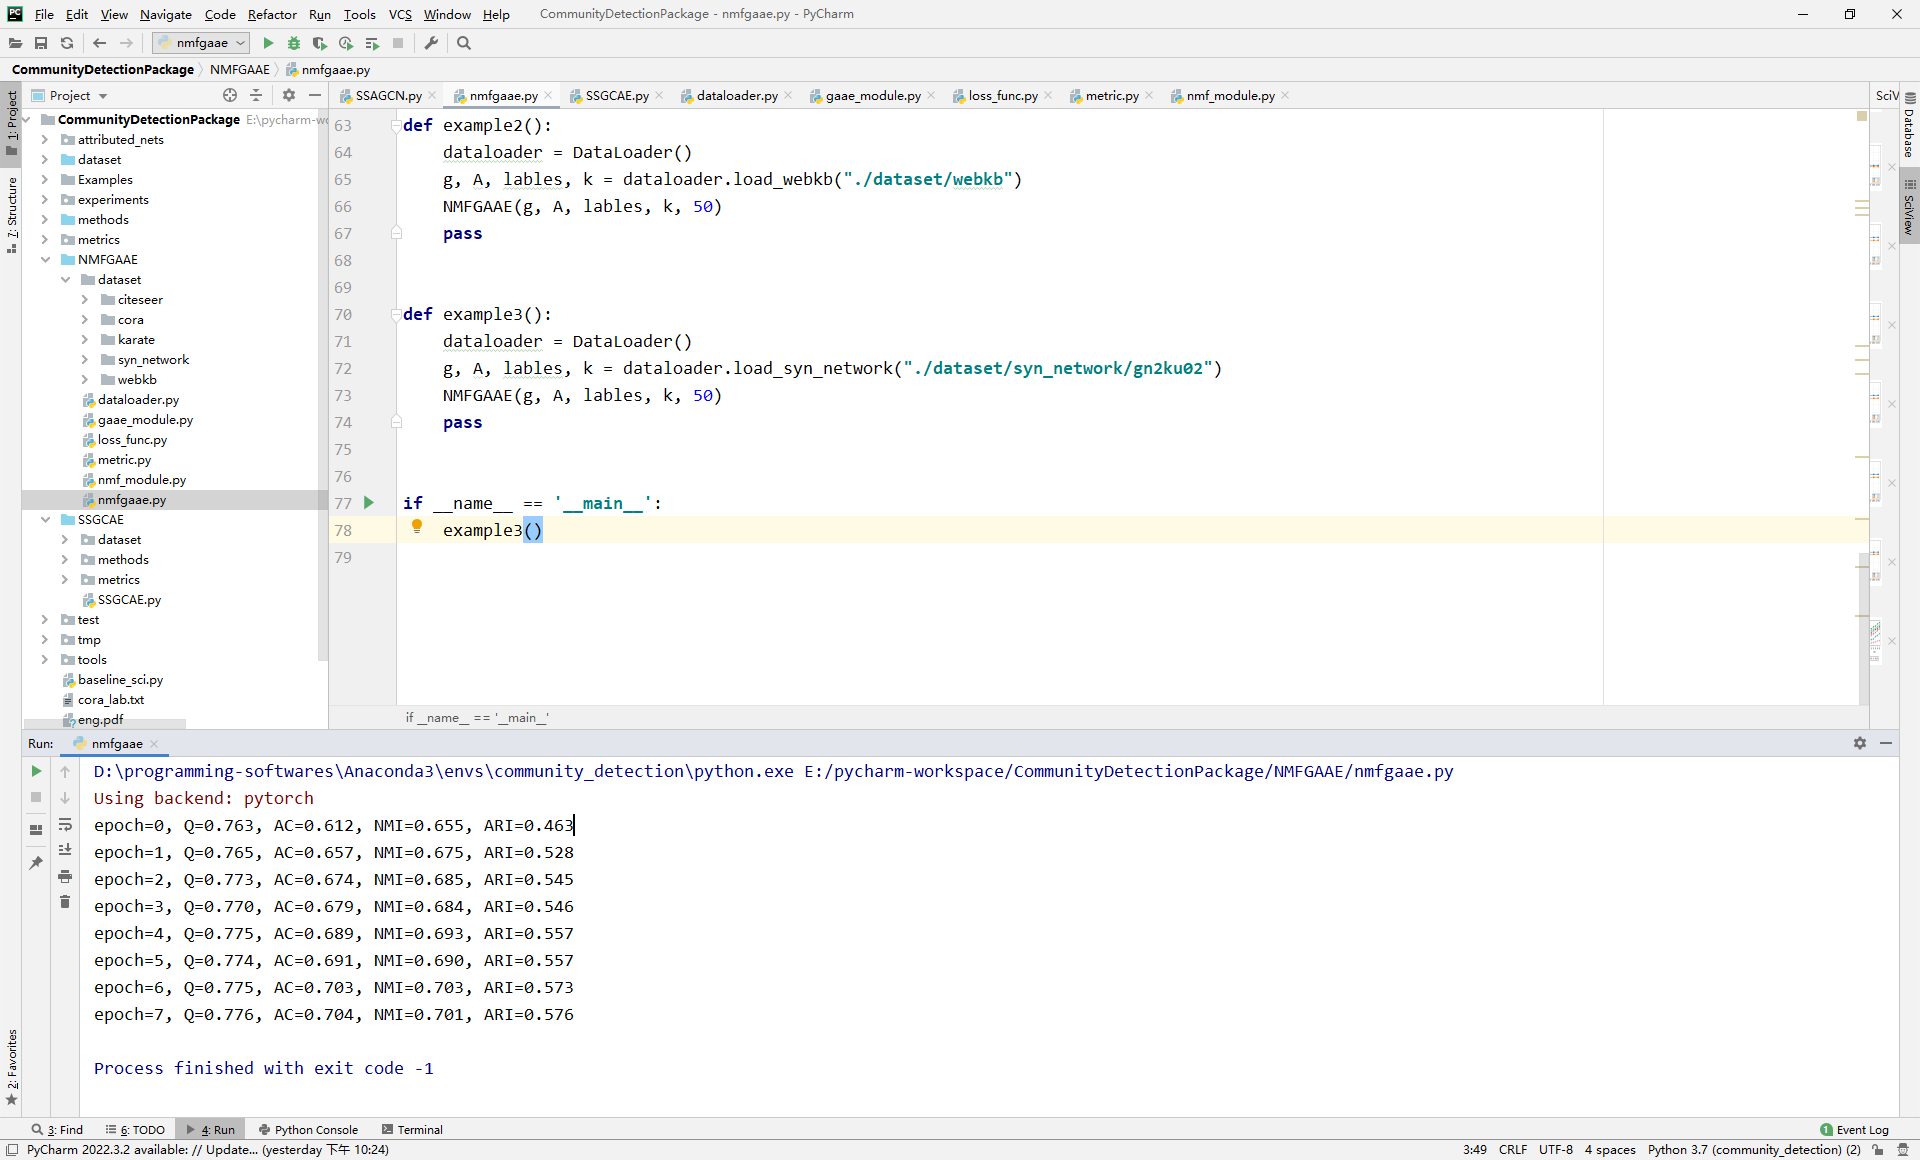 PC File Edit View Navigate Code Refactor Run Tools VCS Window Help CommunityDetectionPackage - nmfgaae.py - PyCharm
nmfgaae
CommunityDetectionPackage NMFGAAE nmfgaae.py
1: Project
7: Structure
2: Favorites
Project
CommunityDetectionPackage E:\pycharm-wo
attributed_nets
dataset
Examples
experiments
methods
metrics
NMFGAAE
dataset
citeseer
cora
karate
syn_network
webkb
dataloader.py
gaae_module.py
loss_func.py
metric.py
nmf_module.py
nmfgaae.py
SSGCAE
dataset
methods
metrics
SSGCAE.py
test
tmp
tools
baseline_sci.py
cora_lab.txt
eng.pdf
SSAGCN.py nmfgaae.py SSGCAE.py dataloader.py gaae_module.py loss_func.py metric.py nmf_module.py
SciV
Database
SciView
63 def example2():
64 dataloader = DataLoader()
65 g, A, lables, k = dataloader.load_webkb("./dataset/webkb")
66 NMFGAAE(g, A, lables, k, 50)
67 pass
68
69
70 def example3():
71 dataloader = DataLoader()
72 g, A, lables, k = dataloader.load_syn_network("./dataset/syn_network/gn2ku02")
73 NMFGAAE(g, A, lables, k, 50)
74 pass
75
76
77 if __name__ == '__main__':
78 example3()
79
if __name__ == '__main__'
Run: nmfgaae
D:\programming-softwares\Anaconda3\envs\community_detection\python.exe E:/pycharm-workspace/CommunityDetectionPackage/NMFGAAE/nmfgaae.py
Using backend: pytorch
epoch=0, Q=0.763, AC=0.612, NMI=0.655, ARI=0.463
epoch=1, Q=0.765, AC=0.657, NMI=0.675, ARI=0.528
epoch=2, Q=0.773, AC=0.674, NMI=0.685, ARI=0.545
epoch=3, Q=0.770, AC=0.679, NMI=0.684, ARI=0.546
epoch=4, Q=0.775, AC=0.689, NMI=0.693, ARI=0.557
epoch=5, Q=0.774, AC=0.691, NMI=0.690, ARI=0.557
epoch=6, Q=0.775, AC=0.703, NMI=0.703, ARI=0.573
epoch=7, Q=0.776, AC=0.704, NMI=0.701, ARI=0.576
Process finished with exit code -1
3: Find 6: TODO 4: Run Python Console Terminal 1 Event Log
PyCharm 2022.3.2 available: // Update... (yesterday 下午 10:24) 3:49 CRLF UTF-8 4 spaces Python 3.7 (community_detection) (2)